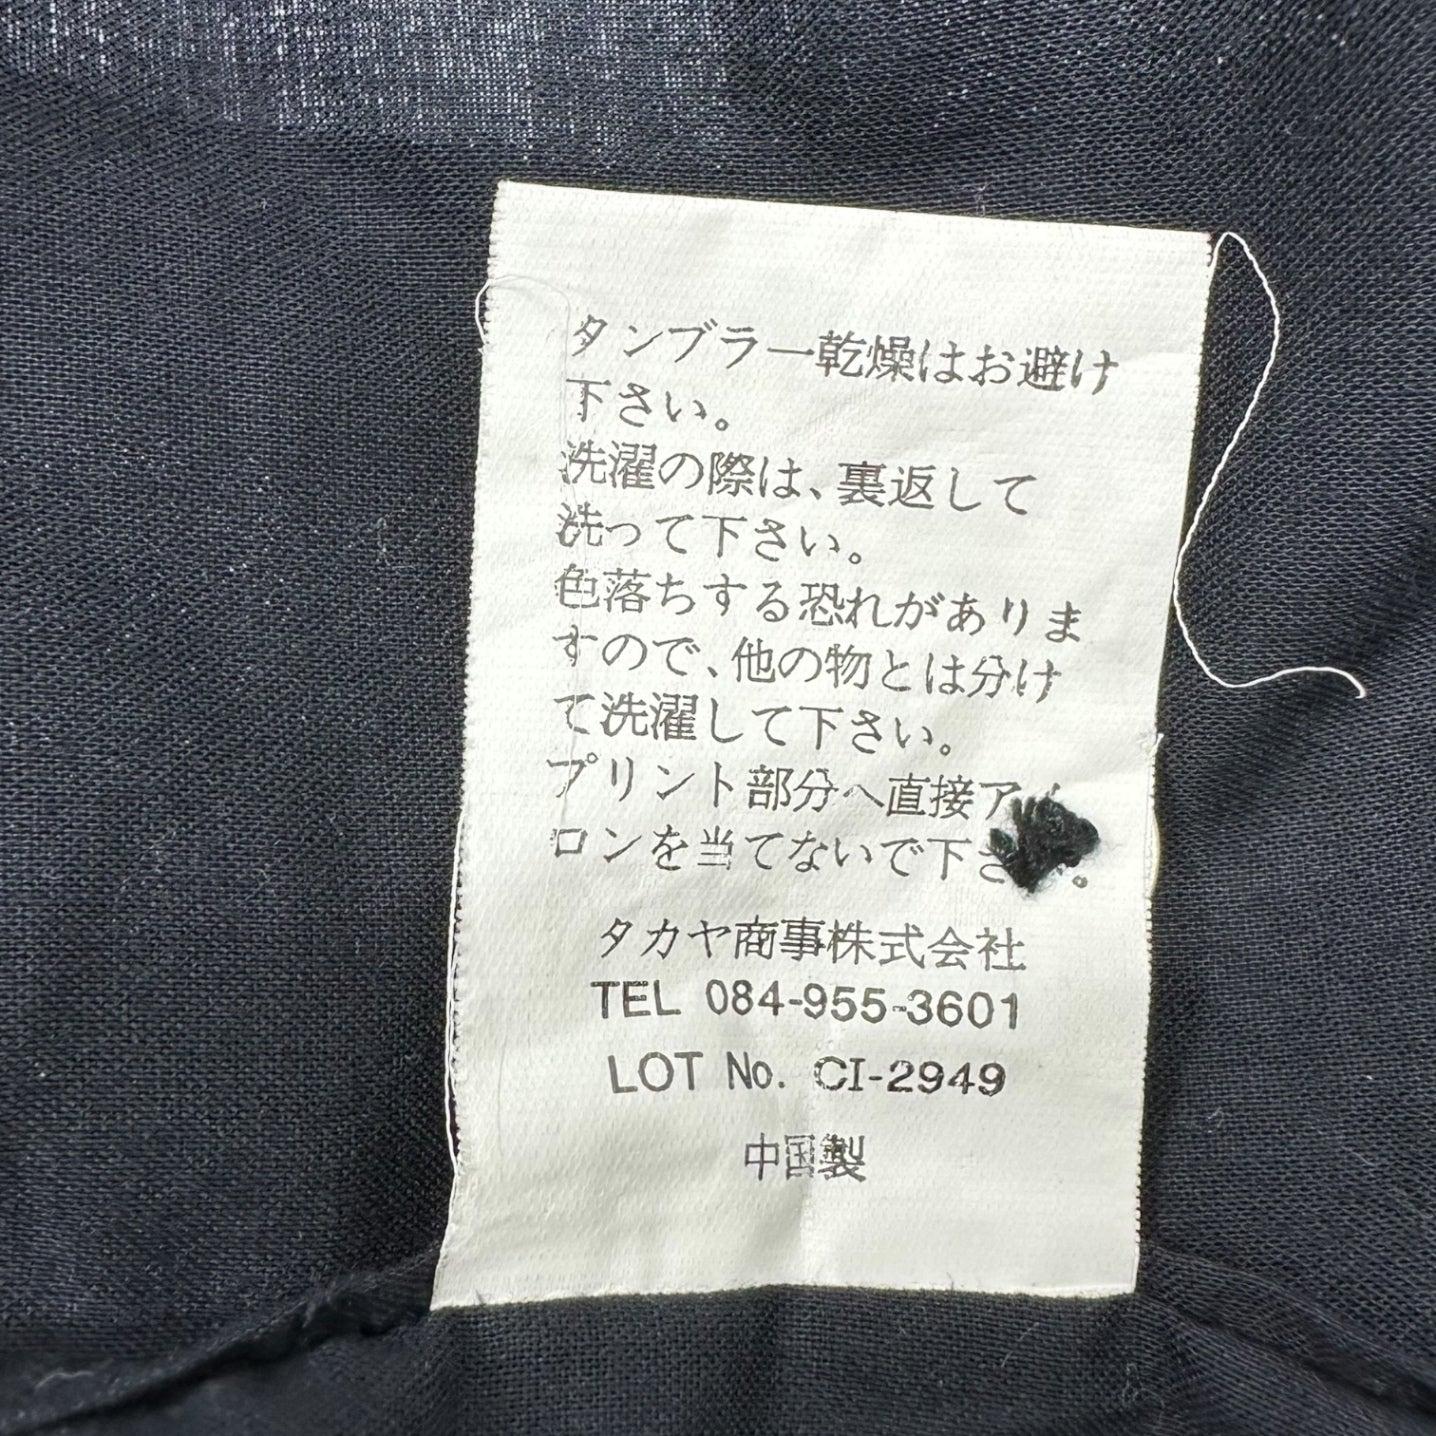 タンブラー乾燥はお避け
下さい。
洗濯の際は、裏返して
洗って下さい。
色落ちする恐れがありま
すので、他の物とは分け
て洗濯して下さい。
プリント部分へ直接アイ
ロンを当てないで下さ。
タカヤ商事株式会社
TEL 084-955-3601
LOT No. CI-2949
中国製